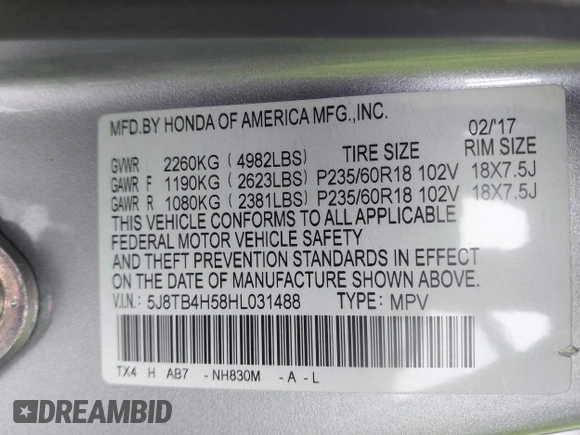 MFD.BY HONDA OF AMERICA MFG.,INC.
02/'17
GVWR 2260KG ( 4982LBS) TIRE SIZE RIM SIZE
GAWR F 1190KG ( 2623LBS) P235/60R18 102V 18X7.5J
GAWR R 1080KG ( 2381LBS) P235/60R18 102V 18X7.5J
THIS VEHICLE CONFORMS TO ALL APPLICABLE
FEDERAL MOTOR VEHICLE SAFETY
AND THEFT PREVENTION STANDARDS IN EFFECT
ON THE DATE OF MANUFACTURE SHOWN ABOVE.
V.I.N.: 5J8TB4H58HL031488 TYPE: MPV
TX4 H AB7 -NH830M -A-L
DREAMBID